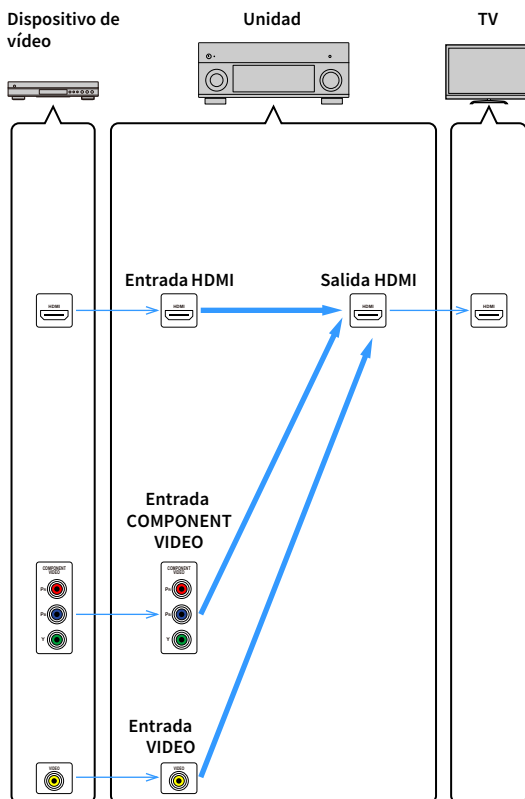 Dispositivo de
vídeo
Unidad
TV
Entrada HDMI
Salida HDMI
HDMI
HDMI
HDMI
HDMI
Entrada
COMPONENT
VIDEO
COMPONENT
VIDEO
PR
PB
Y
COMPONENT
VIDEO
PR
PB
Y
Entrada
VIDEO
VIDEO
VIDEO